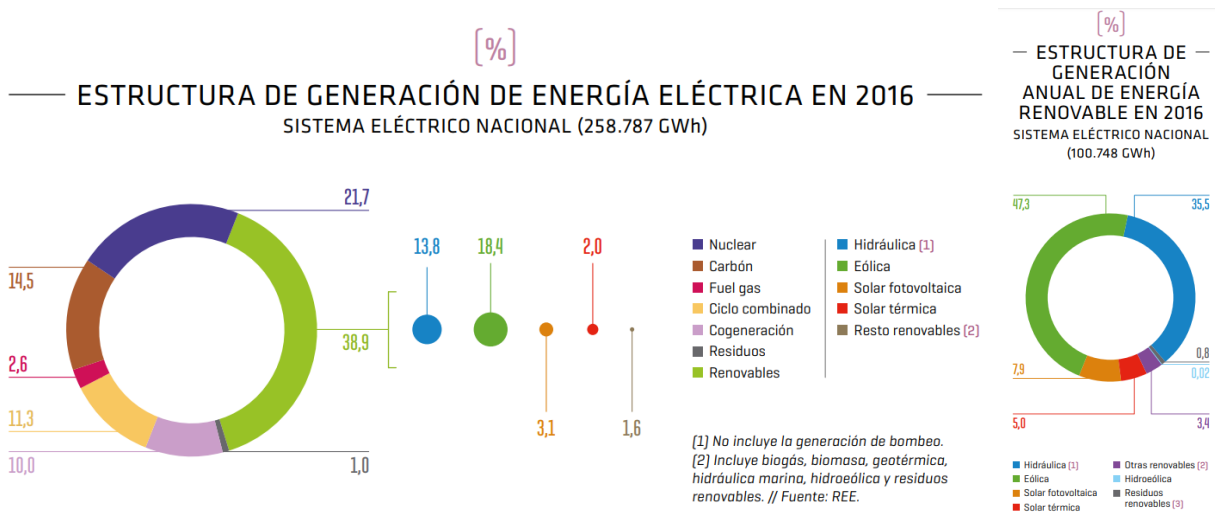 [%]
ESTRUCTURA DE GENERACIÓN DE ENERGÍA ELÉCTRICA EN 2016
SISTEMA ELÉCTRICO NACIONAL (258.787 GWh)
21,7
14,5
2,6
11,3
10,0
1,0
38,9
13,8
18,4
3,1
2,0
1,6
Nuclear
Carbón
Fuel gas
Ciclo combinado
Cogeneración
Residuos
Renovables
Hidráulica (1)
Eólica
Solar fotovoltaica
Solar térmica
Resto renovables (2)
(1) No incluye la generación de bombeo.
(2) Incluye biogás, biomasa, geotérmica,
hidráulica marina, hidroeólica y residuos
renovables. // Fuente: REE.
[%]
ESTRUCTURA DE
GENERACIÓN
ANUAL DE ENERGÍA
RENOVABLE EN 2016
SISTEMA ELÉCTRICO NACIONAL
(100.748 GWh)
47,3
35,5
0,8
0,02
7,9
5,0
3,4
Hidráulica (1)
Eólica
Solar fotovoltaica
Solar térmica
Otras renovables (2)
Hidroeólica
Residuos
renovables (3)